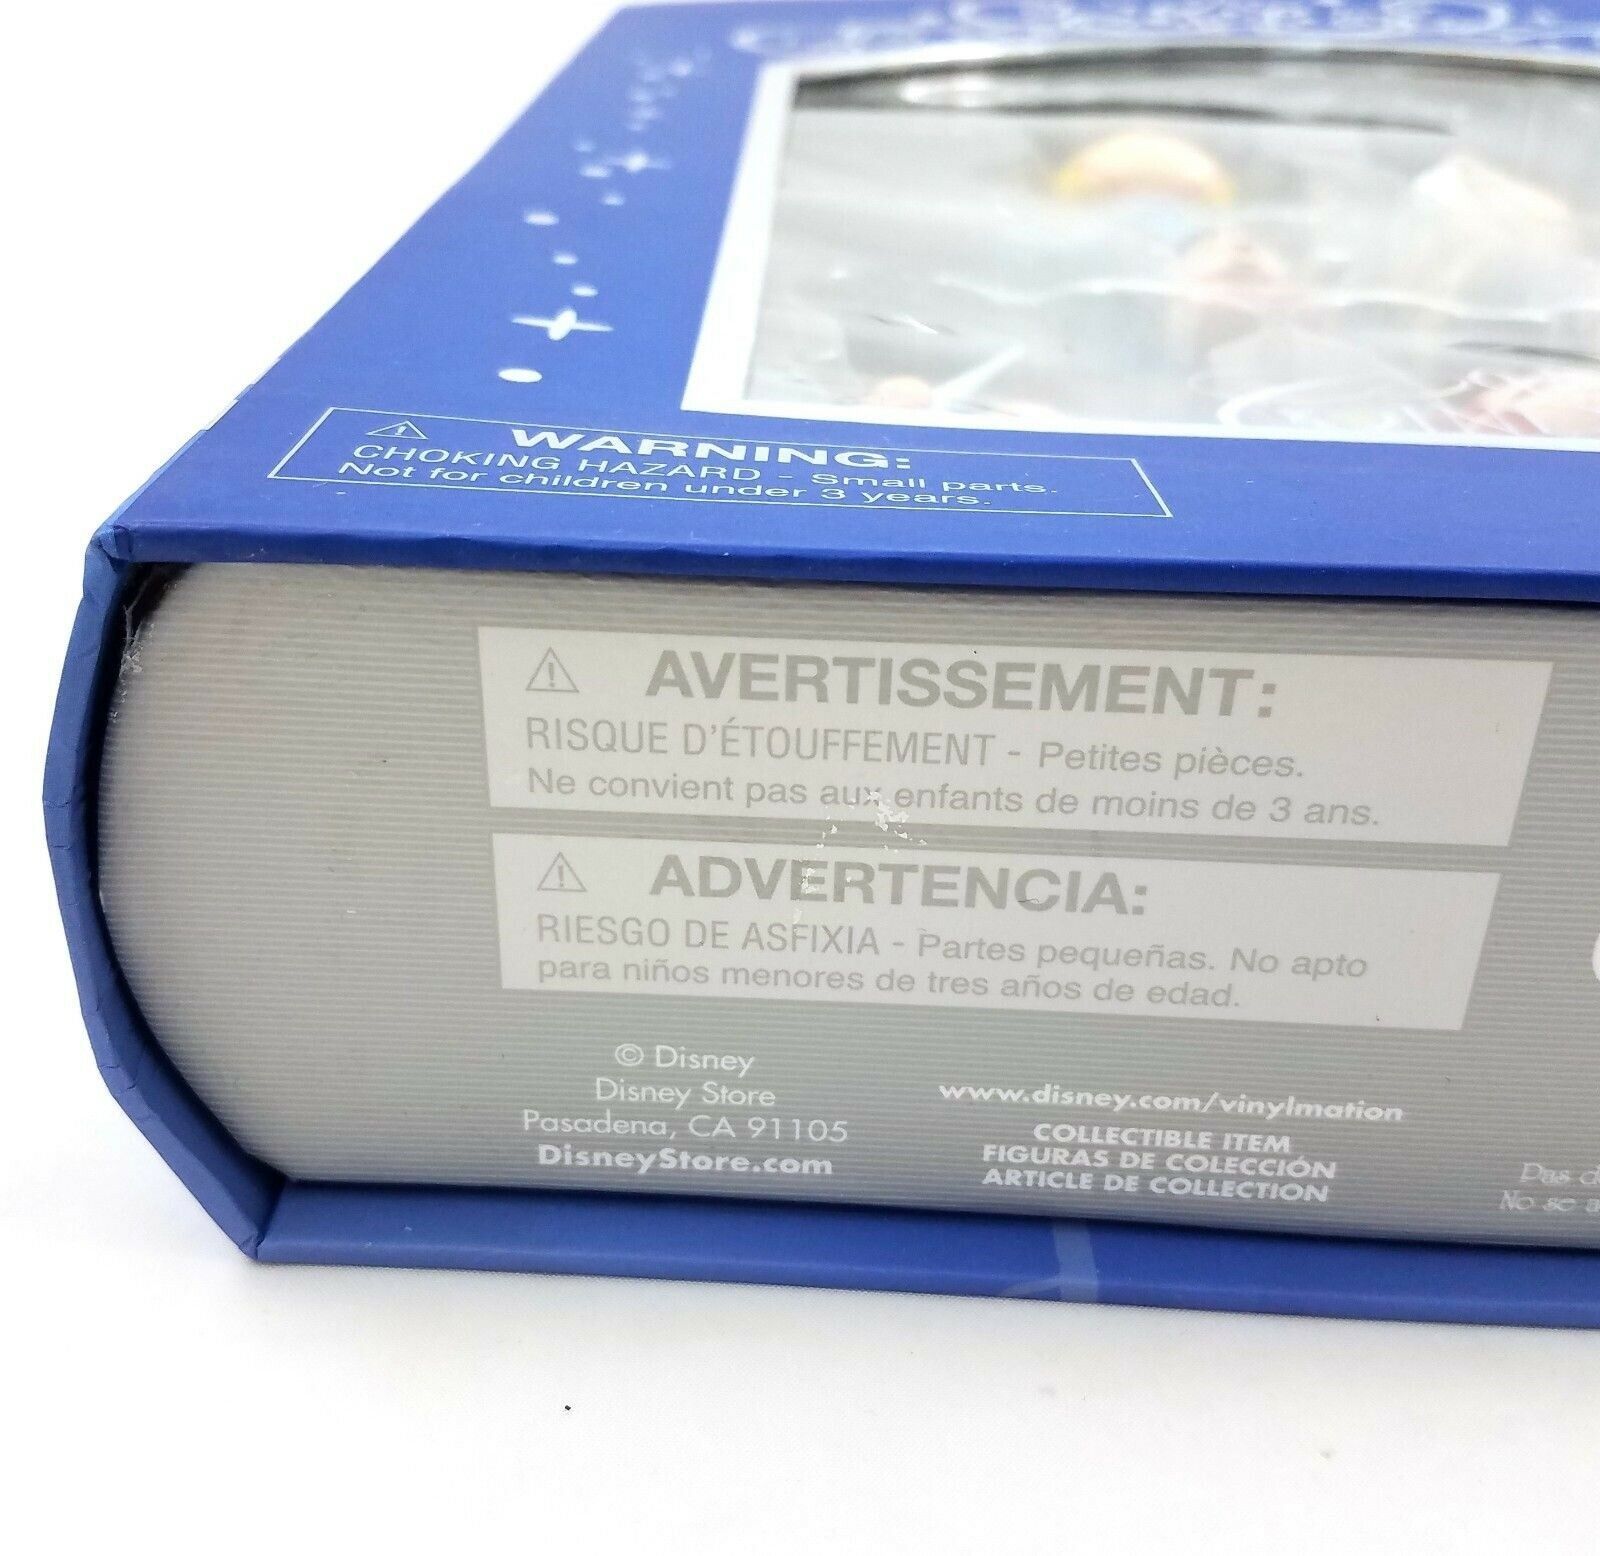 WARNING:
CHOKING HAZARD - Small parts.
Not for children under 3 years.
AVERTISSEMENT:
RISQUE D'ÉTOUFFEMENT - Petites pièces.
Ne convient pas aux enfants de moins de 3 ans.
ADVERTENCIA:
RIESGO DE ASFIXIA - Partes pequeñas. No apto
para niños menores de tres años de edad.
© Disney
Disney Store
Pasadena, CA 91105
DisneyStore.com
www.disney.com/vinylmation
COLLECTIBLE ITEM
FIGURAS DE COLECCIÓN
ARTICLE DE COLLECTION
Pas d
No se a